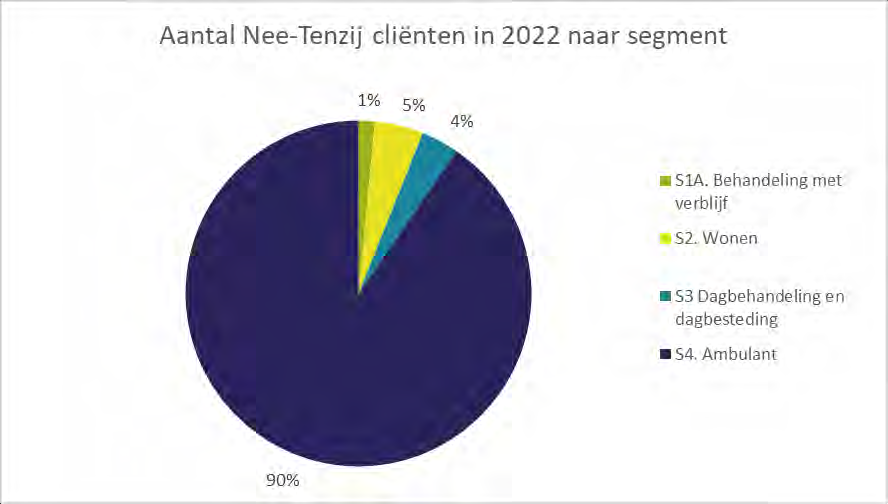 Aantal Nee-Tenzij cliënten in 2022 naar segment
1%
5%
4%
90%
S1A. Behandeling met
verblijf
S2. Wonen
S3 Dagbehandeling en
dagbesteding
S4. Ambulant